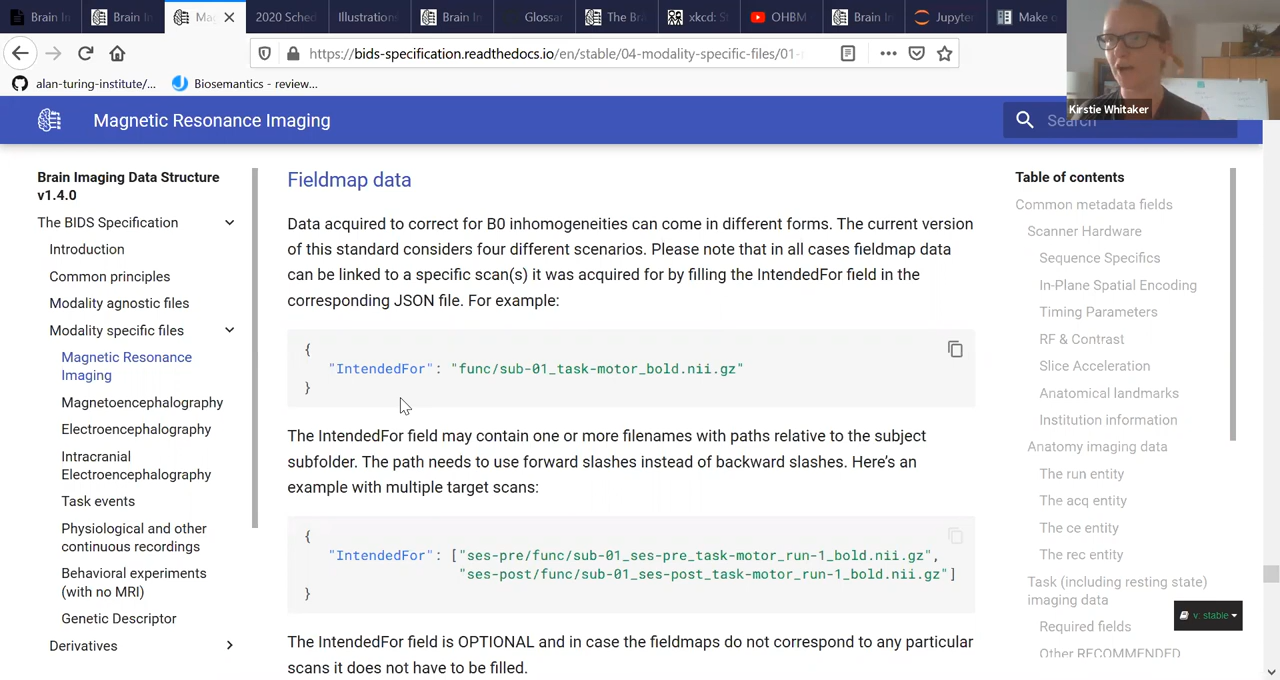 Brain In
Brain In
Ma
2020 Sched
Illustration
Brain In
Glossar
The Br
xkcd: S
OHBM
Brain In
Jupyte
Make o
https://bids-specification.readthedocs.io/en/stable/04-modality-specific-files/01-
alan-turing-institute/...
Biosemantics - review...
Kirstie Whitaker
Magnetic Resonance Imaging
Search
Brain Imaging Data Structure
v1.4.0
The BIDS Specification
Introduction
Common principles
Modality agnostic files
Modality specific files
Magnetic Resonance
Imaging
Magnetoencephalography
Electroencephalography
Intracranial
Electroencephalography
Task events
Physiological and other
continuous recordings
Behavioral experiments
(with no MRI)
Genetic Descriptor
Derivatives
Fieldmap data
Data acquired to correct for B0 inhomogeneities can come in different forms. The current version
of this standard considers four different scenarios. Please note that in all cases fieldmap data
can be linked to a specific scan(s) it was acquired for by filling the IntendedFor field in the
corresponding JSON file. For example:
{
"IntendedFor": "func/sub-01_task-motor_bold.nii.gz"
}
The IntendedFor field may contain one or more filenames with paths relative to the subject
subfolder. The path needs to use forward slashes instead of backward slashes. Here's an
example with multiple target scans:
{
"IntendedFor": ["ses-pre/func/sub-01_ses-pre_task-motor_run-1_bold.nii.gz",
"ses-post/func/sub-01_ses-post_task-motor_run-1_bold.nii.gz"]
}
The IntendedFor field is OPTIONAL and in case the fieldmaps do not correspond to any particular
scans it does not have to be filled.
Table of contents
Common metadata fields
Scanner Hardware
Sequence Specifics
In-Plane Spatial Encoding
Timing Parameters
RF & Contrast
Slice Acceleration
Anatomical landmarks
Institution information
Anatomy imaging data
The run entity
The acq entity
The ce entity
The rec entity
Task (including resting state)
imaging data
Required fields
Other RECOMMENDED
v: stable